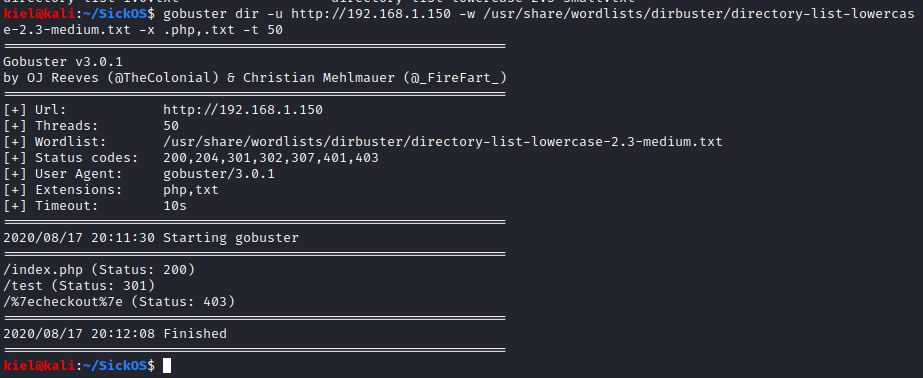 kiel@kali:~/SickOS$ gobuster dir -u http://192.168.1.150 -w /usr/share/wordlists/dirbuster/directory-list-lowercas
e-2.3-medium.txt -x .php,.txt -t 50
===============================================================
Gobuster v3.0.1
by OJ Reeves (@TheColonial) & Christian Mehlmauer (@_FireFart_)
===============================================================
[+] Url:            http://192.168.1.150
[+] Threads:        50
[+] Wordlist:       /usr/share/wordlists/dirbuster/directory-list-lowercase-2.3-medium.txt
[+] Status codes:   200,204,301,302,307,401,403
[+] User Agent:     gobuster/3.0.1
[+] Extensions:     php,txt
[+] Timeout:        10s
===============================================================
2020/08/17 20:11:30 Starting gobuster
===============================================================
/index.php (Status: 200)
/test (Status: 301)
/%7echeckout%7e (Status: 403)
===============================================================
2020/08/17 20:12:08 Finished
===============================================================
kiel@kali:~/SickOS$